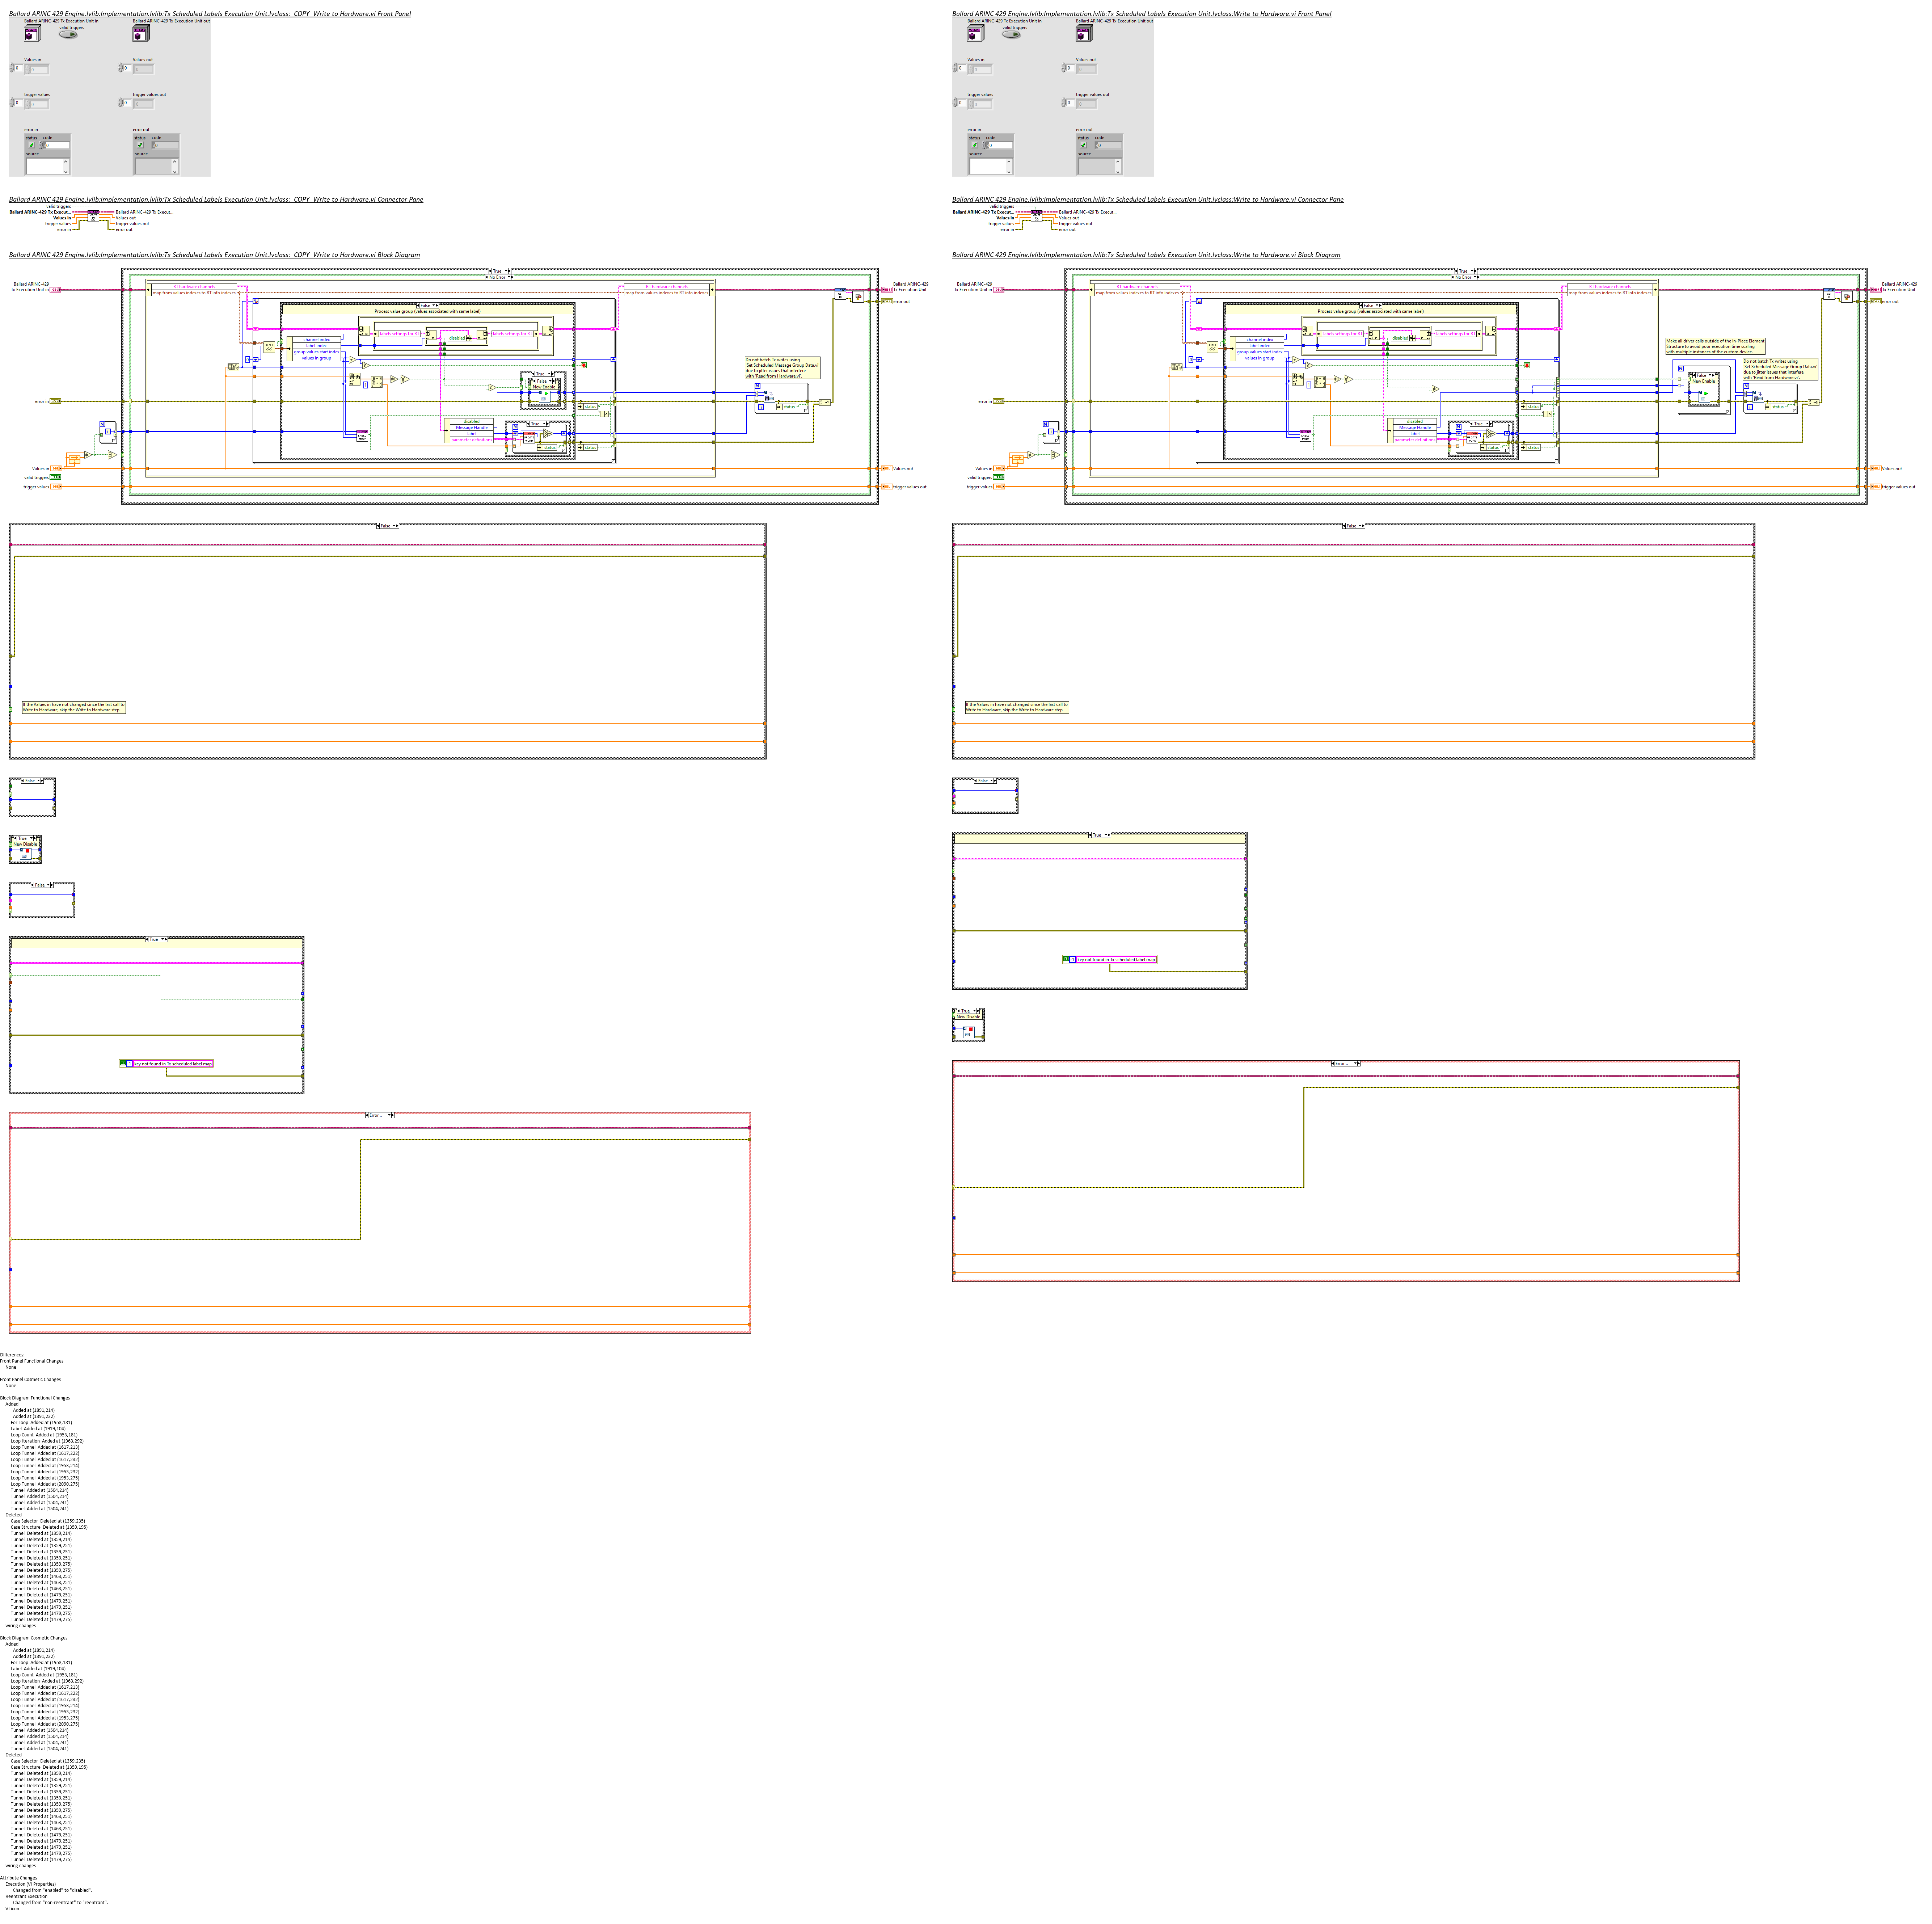 Ballard ARINC 429 Engine.lvlib:Implementation.lvlib:Tx Scheduled Labels Execution Unit.lvclass:_COPY_Write to Hardware.vi Front Panel
Ballard ARINC-429 Tx Execution Unit in
valid triggers
Ballard ARINC-429 Tx Execution Unit out
Values in
Values out
trigger values
trigger values out
error in
error out
status code
status code
source
source
Ballard ARINC 429 Engine.lvlib:Implementation.lvlib:Tx Scheduled Labels Execution Unit.lvclass:_COPY_Write to Hardware.vi Connector Pane
valid triggers
Ballard ARINC-429 Tx Execut...
Ballard ARINC-429 Tx Execut...
Values in
Values out
trigger values
trigger values out
error in
error out
Ballard ARINC 429 Engine.lvlib:Implementation.lvlib:Tx Scheduled Labels Execution Unit.lvclass:_COPY_Write to Hardware.vi Block Diagram
True
No Error
Ballard ARINC-429
Tx Execution Unit in
RT hardware channels
map from values indexes to RT info indexes
RT hardware channels
map from values indexes to RT info indexes
Ballard ARINC-429
Tx Execution Unit
error out
False
Process value group (values associated with same label)
labels settings for RT
disabled
labels settings for RT
channel index
label index
group values start index
values in group
Do not batch Tx writes using
'Set Scheduled Message Group Data.vi'
due to jitter issues that interfere
with 'Read from Hardware.vi'.
True
False
New Enable
error in
status
status
disabled
Message Handle
label
parameter definitions
True
status
status
Values in
Values out
valid triggers
trigger values
trigger values out
False
If the Values in have not changed since the last call to
Write to Hardware, skip the Write to Hardware step
False
True
New Disable
False
True
key not found in Tx scheduled label map
Error...
Ballard ARINC 429 Engine.lvlib:Implementation.lvlib:Tx Scheduled Labels Execution Unit.lvclass:Write to Hardware.vi Front Panel
Ballard ARINC-429 Tx Execution Unit in
valid triggers
Ballard ARINC-429 Tx Execution Unit out
Values in
Values out
trigger values
trigger values out
error in
error out
status code
status code
source
source
Ballard ARINC 429 Engine.lvlib:Implementation.lvlib:Tx Scheduled Labels Execution Unit.lvclass:Write to Hardware.vi Connector Pane
valid triggers
Ballard ARINC-429 Tx Execut...
Ballard ARINC-429 Tx Execut...
Values in
Values out
trigger values
trigger values out
error in
error out
Ballard ARINC 429 Engine.lvlib:Implementation.lvlib:Tx Scheduled Labels Execution Unit.lvclass:Write to Hardware.vi Block Diagram
True
No Error
Ballard ARINC-429
Tx Execution Unit in
RT hardware channels
map from values indexes to RT info indexes
RT hardware channels
map from values indexes to RT info indexes
Ballard ARINC-429
Tx Execution Unit
error out
False
Process value group (values associated with same label)
labels settings for RT
disabled
labels settings for RT
channel index
label index
group values start index
values in group
Make all driver calls outside of the In-Place Element
Structure to avoid poor execution time scaling
with multiple instances of the custom device.
Do not batch Tx writes using
'Set Scheduled Message Group Data.vi'
due to jitter issues that interfere
with 'Read from Hardware.vi'.
False
New Enable
error in
status
status
disabled
Message Handle
label
parameter definitions
True
status
status
Values in
Values out
valid triggers
trigger values
trigger values out
False
If the Values in have not changed since the last call to
Write to Hardware, skip the Write to Hardware step
False
True
key not found in Tx scheduled label map
True
New Disable
Error...
Differences:
Front Panel Functional Changes
None
Front Panel Cosmetic Changes
None
Block Diagram Functional Changes
Added
Added at (1891,214)
Added at (1891,232)
For Loop Added at (1953,181)
Label Added at (1919,104)
Loop Count Added at (1953,181)
Loop Iteration Added at (1963,292)
Loop Tunnel Added at (1617,213)
Loop Tunnel Added at (1617,222)
Loop Tunnel Added at (1617,232)
Loop Tunnel Added at (1953,214)
Loop Tunnel Added at (1953,232)
Loop Tunnel Added at (1953,275)
Loop Tunnel Added at (2090,275)
Tunnel Added at (1504,214)
Tunnel Added at (1504,214)
Tunnel Added at (1504,241)
Tunnel Added at (1504,241)
Deleted
Case Selector Deleted at (1359,235)
Case Structure Deleted at (1359,195)
Tunnel Deleted at (1359,214)
Tunnel Deleted at (1359,214)
Tunnel Deleted at (1359,251)
Tunnel Deleted at (1359,251)
Tunnel Deleted at (1359,251)
Tunnel Deleted at (1359,275)
Tunnel Deleted at (1359,275)
Tunnel Deleted at (1463,251)
Tunnel Deleted at (1463,251)
Tunnel Deleted at (1463,251)
Tunnel Deleted at (1479,251)
Tunnel Deleted at (1479,251)
Tunnel Deleted at (1479,251)
Tunnel Deleted at (1479,275)
Tunnel Deleted at (1479,275)
wiring changes
Block Diagram Cosmetic Changes
Added
Added at (1891,214)
Added at (1891,232)
For Loop Added at (1953,181)
Label Added at (1919,104)
Loop Count Added at (1953,181)
Loop Iteration Added at (1963,292)
Loop Tunnel Added at (1617,213)
Loop Tunnel Added at (1617,222)
Loop Tunnel Added at (1617,232)
Loop Tunnel Added at (1953,214)
Loop Tunnel Added at (1953,232)
Loop Tunnel Added at (1953,275)
Loop Tunnel Added at (2090,275)
Tunnel Added at (1504,214)
Tunnel Added at (1504,214)
Tunnel Added at (1504,241)
Tunnel Added at (1504,241)
Deleted
Case Selector Deleted at (1359,235)
Case Structure Deleted at (1359,195)
Tunnel Deleted at (1359,214)
Tunnel Deleted at (1359,214)
Tunnel Deleted at (1359,251)
Tunnel Deleted at (1359,251)
Tunnel Deleted at (1359,251)
Tunnel Deleted at (1359,275)
Tunnel Deleted at (1359,275)
Tunnel Deleted at (1463,251)
Tunnel Deleted at (1463,251)
Tunnel Deleted at (1463,251)
Tunnel Deleted at (1479,251)
Tunnel Deleted at (1479,251)
Tunnel Deleted at (1479,251)
Tunnel Deleted at (1479,275)
Tunnel Deleted at (1479,275)
wiring changes
Attribute Changes
Execution (VI Properties)
Changed from "enabled" to "disabled".
Reentrant Execution
Changed from "non-reentrant" to "reentrant".
VI Icon